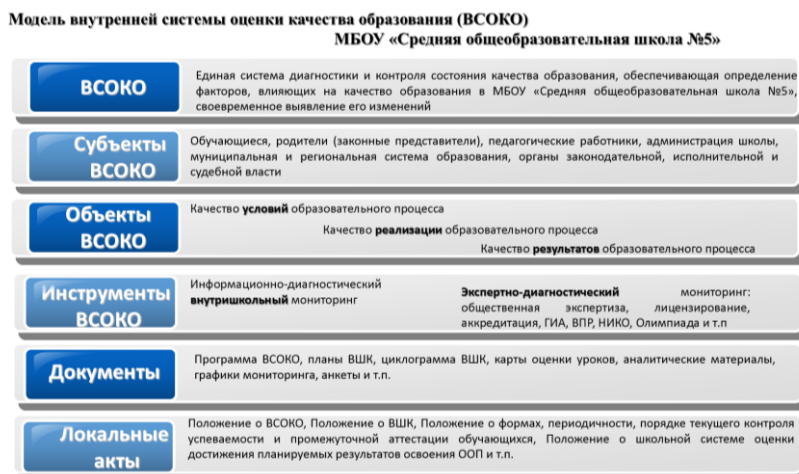 Модель внутренней системы оценки качества образования (ВСОКО)
МБОУ «Средняя общеобразовательная школа №5»
ВСОКО
Единая система диагностики и контроля состояния качества образования, обеспечивающая определение
факторов, влияющих на качество образования в МБОУ «Средняя общеобразовательная школа №5»,
своевременное выявление его изменений
Субъекты
ВСОКО
Обучающиеся, родители (законные представители), педагогические работники, администрация школы,
муниципальная и региональная система образования, органы законодательной, исполнительной и
судебной власти
Объекты
ВСОКО
Качество условий образовательного процесса
Качество реализации образовательного процесса
Качество результатов образовательного процесса
Инструменты
ВСОКО
Информационно-диагностический
внутришкольный мониторинг
Экспертно-диагностический мониторинг:
общественная экспертиза, лицензирование,
аккредитация, ГИА, ВПР, НИКО, Олимпиада и т.п
Документы
Программа ВСОКО, планы ВШК, циклограмма ВШК, карты оценки уроков, аналитические материалы,
графики мониторинга, анкеты и т.п.
Локальные
акты
Положение о ВСОКО, Положение о ВШК, Положение о формах, периодичности, порядке текущего контроля
успеваемости и промежуточной аттестации обучающихся, Положение о школьной системе оценки
достижения планируемых результатов освоения ООП и т.п.